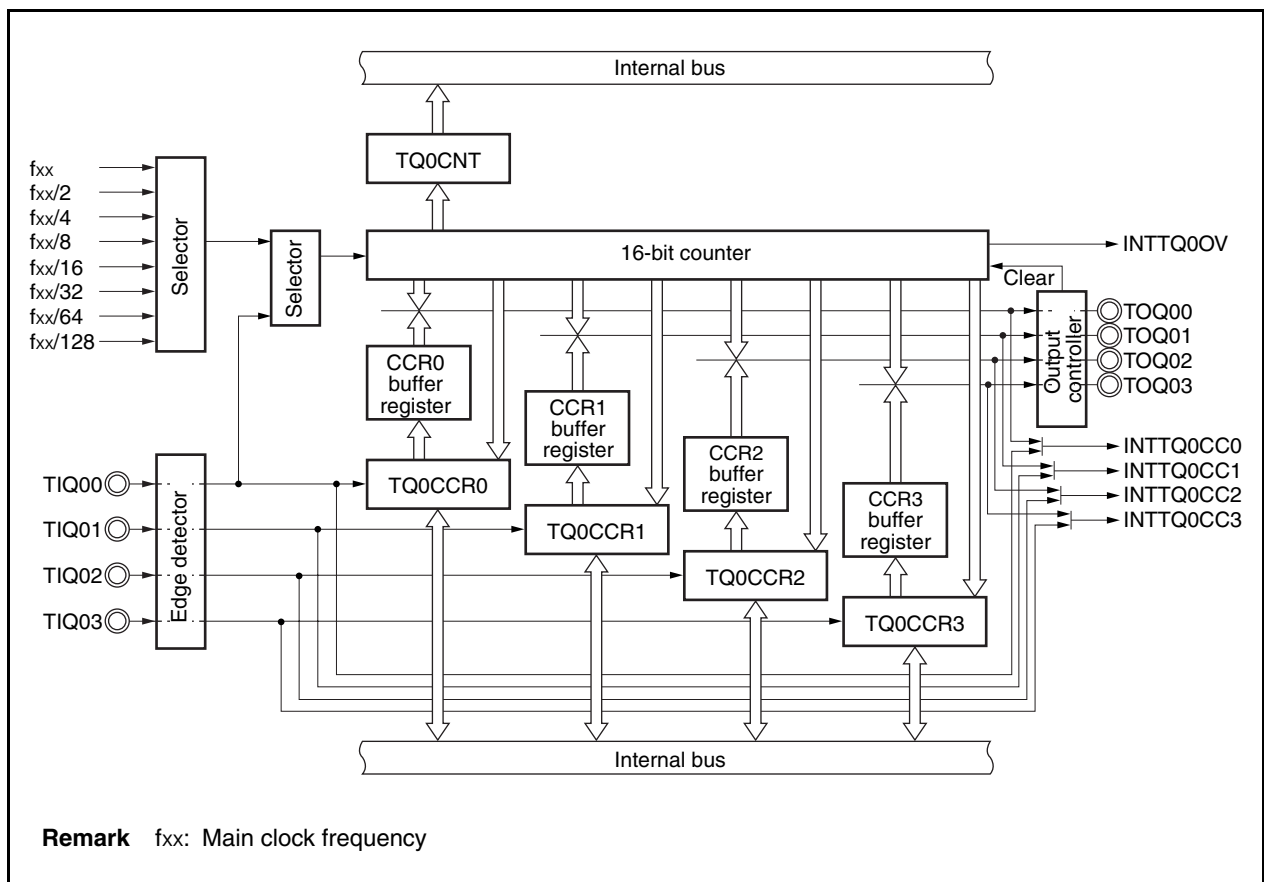 Internal bus
TQ0CNT
fxx
fxx/2
fxx/4
fxx/8
fxx/16
fxx/32
fxx/64
fxx/128
Selector
Selector
16-bit counter
INTTQ0OV
Clear
Output
controller
TOQ00
TOQ01
TOQ02
TOQ03
CCR0
buffer
register
CCR1
buffer
register
CCR2
buffer
register
CCR3
buffer
register
INTTQ0CC0
INTTQ0CC1
INTTQ0CC2
INTTQ0CC3
TIQ00
TIQ01
TIQ02
TIQ03
Edge detector
TQ0CCR0
TQ0CCR1
TQ0CCR2
TQ0CCR3
Internal bus
Remark fxx: Main clock frequency